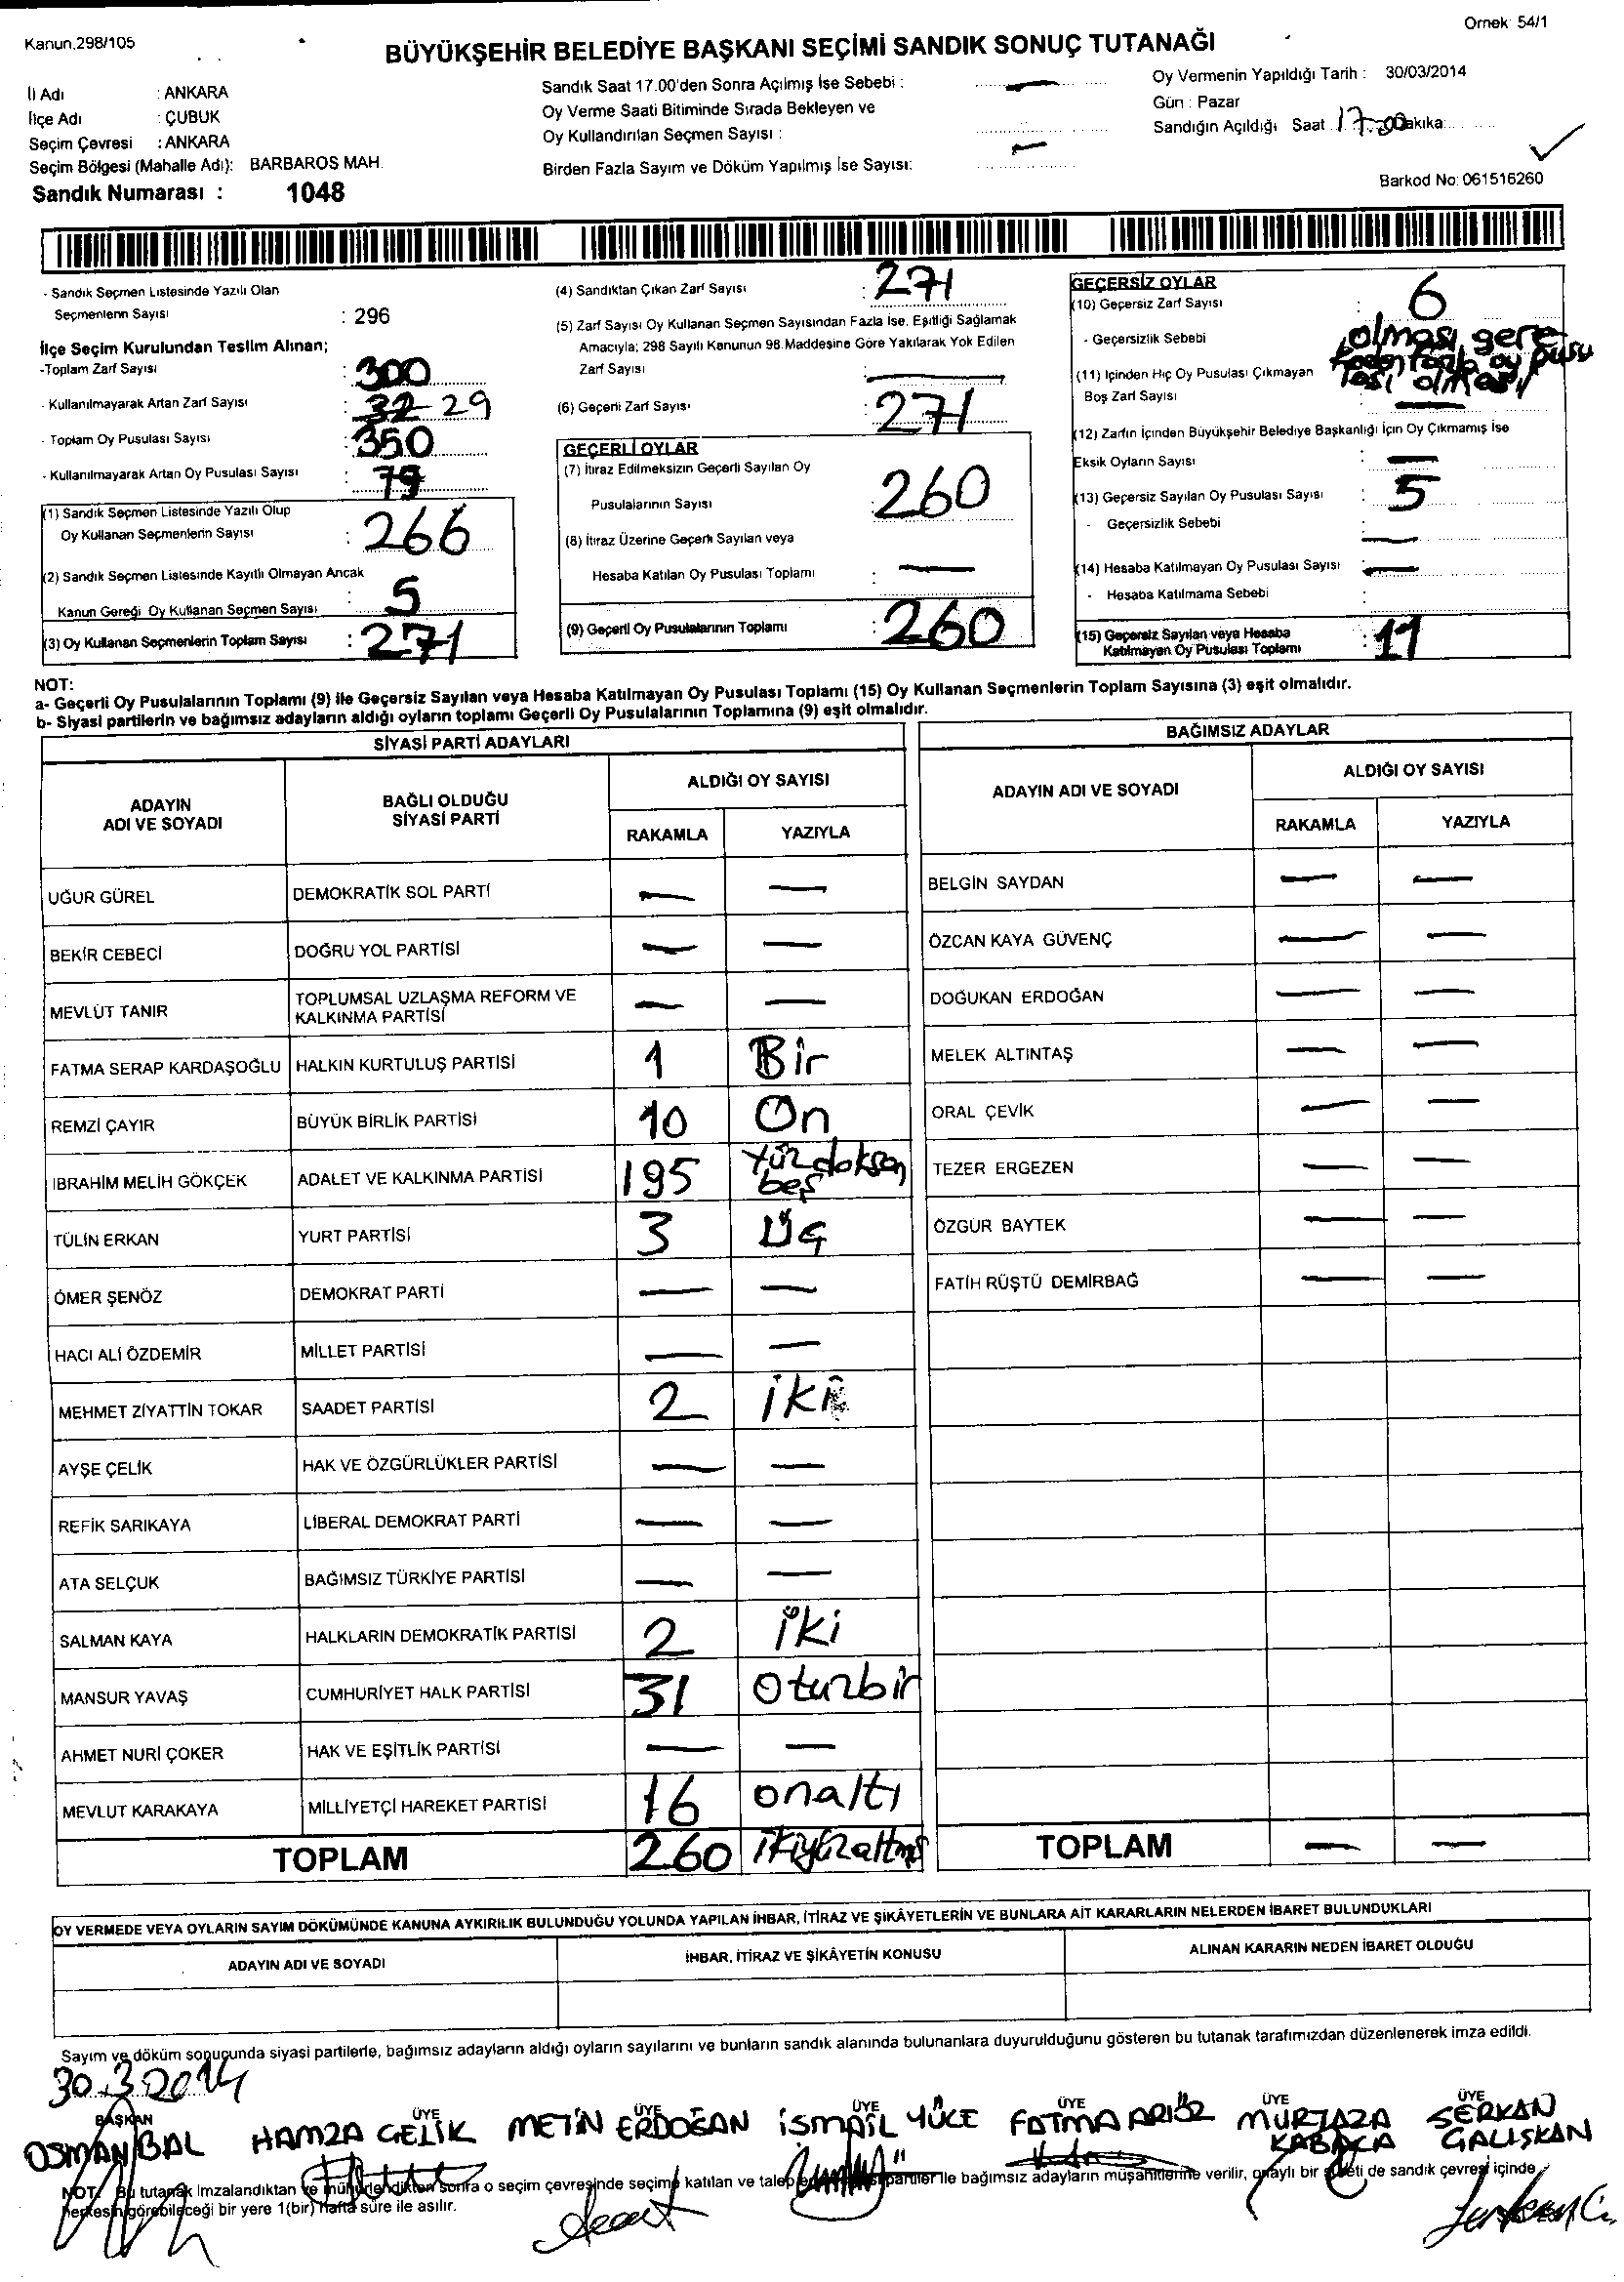 Kanun.298/105
Örnek: 54/1
BÜYÜKŞEHİR BELEDİYE BAŞKANI SEÇİMİ SANDIK SONUÇ TUTANAĞI
İl Adı : ANKARA
İlçe Adı : ÇUBUK
Seçim Çevresi : ANKARA
Seçim Bölgesi (Mahalle Adı): BARBAROS MAH.
Sandık Numarası : 1048
Sandık Saat 17.00'den Sonra Açılmış İse Sebebi : —
Oy Verme Saati Bitiminde Sırada Bekleyen ve
Oy Kullandırılan Seçmen Sayısı :
Birden Fazla Sayım ve Döküm Yapılmış İse Sayısı: —
Oy Vermenin Yapıldığı Tarih : 30/03/2014
Gün : Pazar
Sandığın Açıldığı Saat 17:00 Dakika:
Barkod No: 061516260
- Sandık Seçmen Listesinde Yazılı Olan
Seçmenlerin Sayısı : 296
İlçe Seçim Kurulundan Teslim Alınan;
-Toplam Zarf Sayısı : 300
- Kullanılmayarak Artan Zarf Sayısı : 32 29
- Toplam Oy Pusulası Sayısı : 350
- Kullanılmayarak Artan Oy Pusulası Sayısı : 79
(1) Sandık Seçmen Listesinde Yazılı Olup
Oy Kullanan Seçmenlerin Sayısı : 266
(2) Sandık Seçmen Listesinde Kayıtlı Olmayan Ancak
Kanun Gereği Oy Kullanan Seçmen Sayısı : 5
(3) Oy Kullanan Seçmenlerin Toplam Sayısı : 271
(4) Sandıktan Çıkan Zarf Sayısı : 271
(5) Zarf Sayısı Oy Kullanan Seçmen Sayısından Fazla İse, Eşitliği Sağlamak
Amacıyla; 298 Sayılı Kanunun 98.Maddesine Göre Yakılarak Yok Edilen
Zarf Sayısı : —
(6) Geçerli Zarf Sayısı : 271
GEÇERLİ OYLAR
(7) İtiraz Edilmeksizin Geçerli Sayılan Oy
Pusulalarının Sayısı : 260
(8) İtiraz Üzerine Geçerli Sayılan veya
Hesaba Katılan Oy Pusulası Toplamı : —
(9) Geçerli Oy Pusulalarının Toplamı : 260
GEÇERSİZ OYLAR
(10) Geçersiz Zarf Sayısı : 6
- Geçersizlik Sebebi : olması gere
kenden fazla oy pusu
lası olması
(11) İçinden Hiç Oy Pusulası Çıkmayan
Boş Zarf Sayısı : —
(12) Zarfın İçinden Büyükşehir Belediye Başkanlığı İçin Oy Çıkmamış İse
Eksik Oyların Sayısı : —
(13) Geçersiz Sayılan Oy Pusulası Sayısı : 5
- Geçersizlik Sebebi : —
(14) Hesaba Katılmayan Oy Pusulası Sayısı : —
- Hesaba Katılmama Sebebi :
(15) Geçersiz Sayılan veya Hesaba
Katılmayan Oy Pusulası Toplamı : 11
NOT:
a- Geçerli Oy Pusulalarının Toplamı (9) ile Geçersiz Sayılan veya Hesaba Katılmayan Oy Pusulası Toplamı (15) Oy Kullanan Seçmenlerin Toplam Sayısına (3) eşit olmalıdır.
b- Siyasi partilerin ve bağımsız adayların aldığı oyların toplamı Geçerli Oy Pusulalarının Toplamına (9) eşit olmalıdır.
SİYASİ PARTİ ADAYLARI
ADAYIN
ADI VE SOYADI
BAĞLI OLDUĞU
SİYASİ PARTİ
ALDIĞI OY SAYISI
RAKAMLA YAZIYLA
UĞUR GÜREL DEMOKRATİK SOL PARTİ — —
BEKİR CEBECİ DOĞRU YOL PARTİSİ — —
MEVLÜT TANIR TOPLUMSAL UZLAŞMA REFORM VE
KALKINMA PARTİSİ — —
FATMA SERAP KARDAŞOĞLU HALKIN KURTULUŞ PARTİSİ 1 Bir
REMZİ ÇAYIR BÜYÜK BİRLİK PARTİSİ 10 On
İBRAHİM MELİH GÖKÇEK ADALET VE KALKINMA PARTİSİ 195 Yüzdoksan
beş
TÜLİN ERKAN YURT PARTİSİ 3 Üç
ÖMER ŞENÖZ DEMOKRAT PARTİ — —
HACI ALİ ÖZDEMİR MİLLET PARTİSİ — —
MEHMET ZİYATTİN TOKAR SAADET PARTİSİ 2 iki
AYŞE ÇELİK HAK VE ÖZGÜRLÜKLER PARTİSİ — —
REFİK SARIKAYA LİBERAL DEMOKRAT PARTİ — —
ATA SELÇUK BAĞIMSIZ TÜRKİYE PARTİSİ — —
SALMAN KAYA HALKLARIN DEMOKRATİK PARTİSİ 2 iki
MANSUR YAVAŞ CUMHURİYET HALK PARTİSİ 31 Otuzbir
AHMET NURİ ÇOKER HAK VE EŞİTLİK PARTİSİ — —
MEVLUT KARAKAYA MİLLİYETÇİ HAREKET PARTİSİ 16 onaltı
TOPLAM 260 ikiyüzaltmış
BAĞIMSIZ ADAYLAR
ADAYIN ADI VE SOYADI
ALDIĞI OY SAYISI
RAKAMLA YAZIYLA
BELGİN SAYDAN — —
ÖZCAN KAYA GÜVENÇ — —
DOĞUKAN ERDOĞAN — —
MELEK ALTINTAŞ — —
ORAL ÇEVİK — —
TEZER ERGEZEN — —
ÖZGÜR BAYTEK — —
FATİH RÜŞTÜ DEMİRBAĞ — —
TOPLAM — —
OY VERMEDE VEYA OYLARIN SAYIM DÖKÜMÜNDE KANUNA AYKIRILIK BULUNDUĞU YOLUNDA YAPILAN İHBAR, İTİRAZ VE ŞİKÂYETLERİN VE BUNLARA AİT KARARLARIN NELERDEN İBARET BULUNDUKLARI
ADAYIN ADI VE SOYADI İHBAR, İTİRAZ VE ŞİKÂYETİN KONUSU ALINAN KARARIN NEDEN İBARET OLDUĞU
Sayım ve döküm sonucunda siyasi partilerle, bağımsız adayların aldığı oyların sayılarını ve bunların sandık alanında bulunanlara duyurulduğunu gösteren bu tutanak tarafımızdan düzenlenerek imza edildi.
30.3.2014
BAŞKAN ÜYE ÜYE ÜYE ÜYE ÜYE ÜYE
OSMAN BAL HAMZA ÇELİK METİN ERDOĞAN İSMAİL YÜCE FATMA ARIÖZ MURTAZA SERKAN
KABACA ÇALIŞKAN
NOT: Bu tutanak İmzalandıktan ve mühürlendikten sonra o seçim çevresinde seçime katılan ve talep partiler ile bağımsız adayların müşahitlerine verilir, onaylı bir sureti de sandık çevresi içinde
herkesin görebileceği bir yere 1(bir) hafta süre ile asılır.